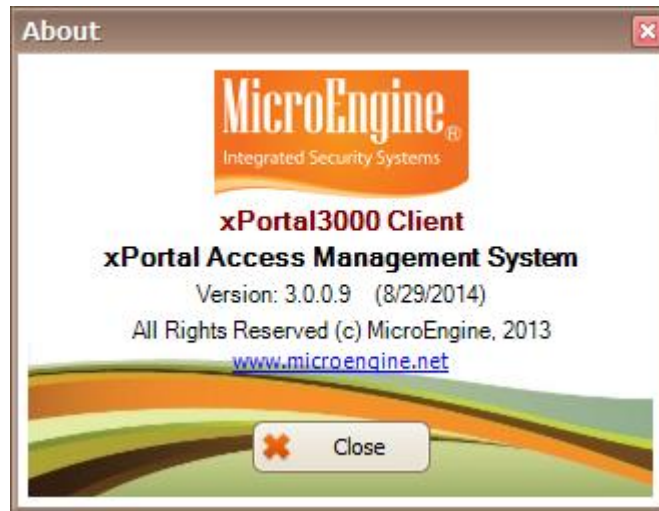 About
MicroEngine®
Integrated Security Systems
xPortal3000 Client
xPortal Access Management System
Version: 3.0.0.9 (8/29/2014)
All Rights Reserved (c) MicroEngine, 2013
www.microengine.net
Close